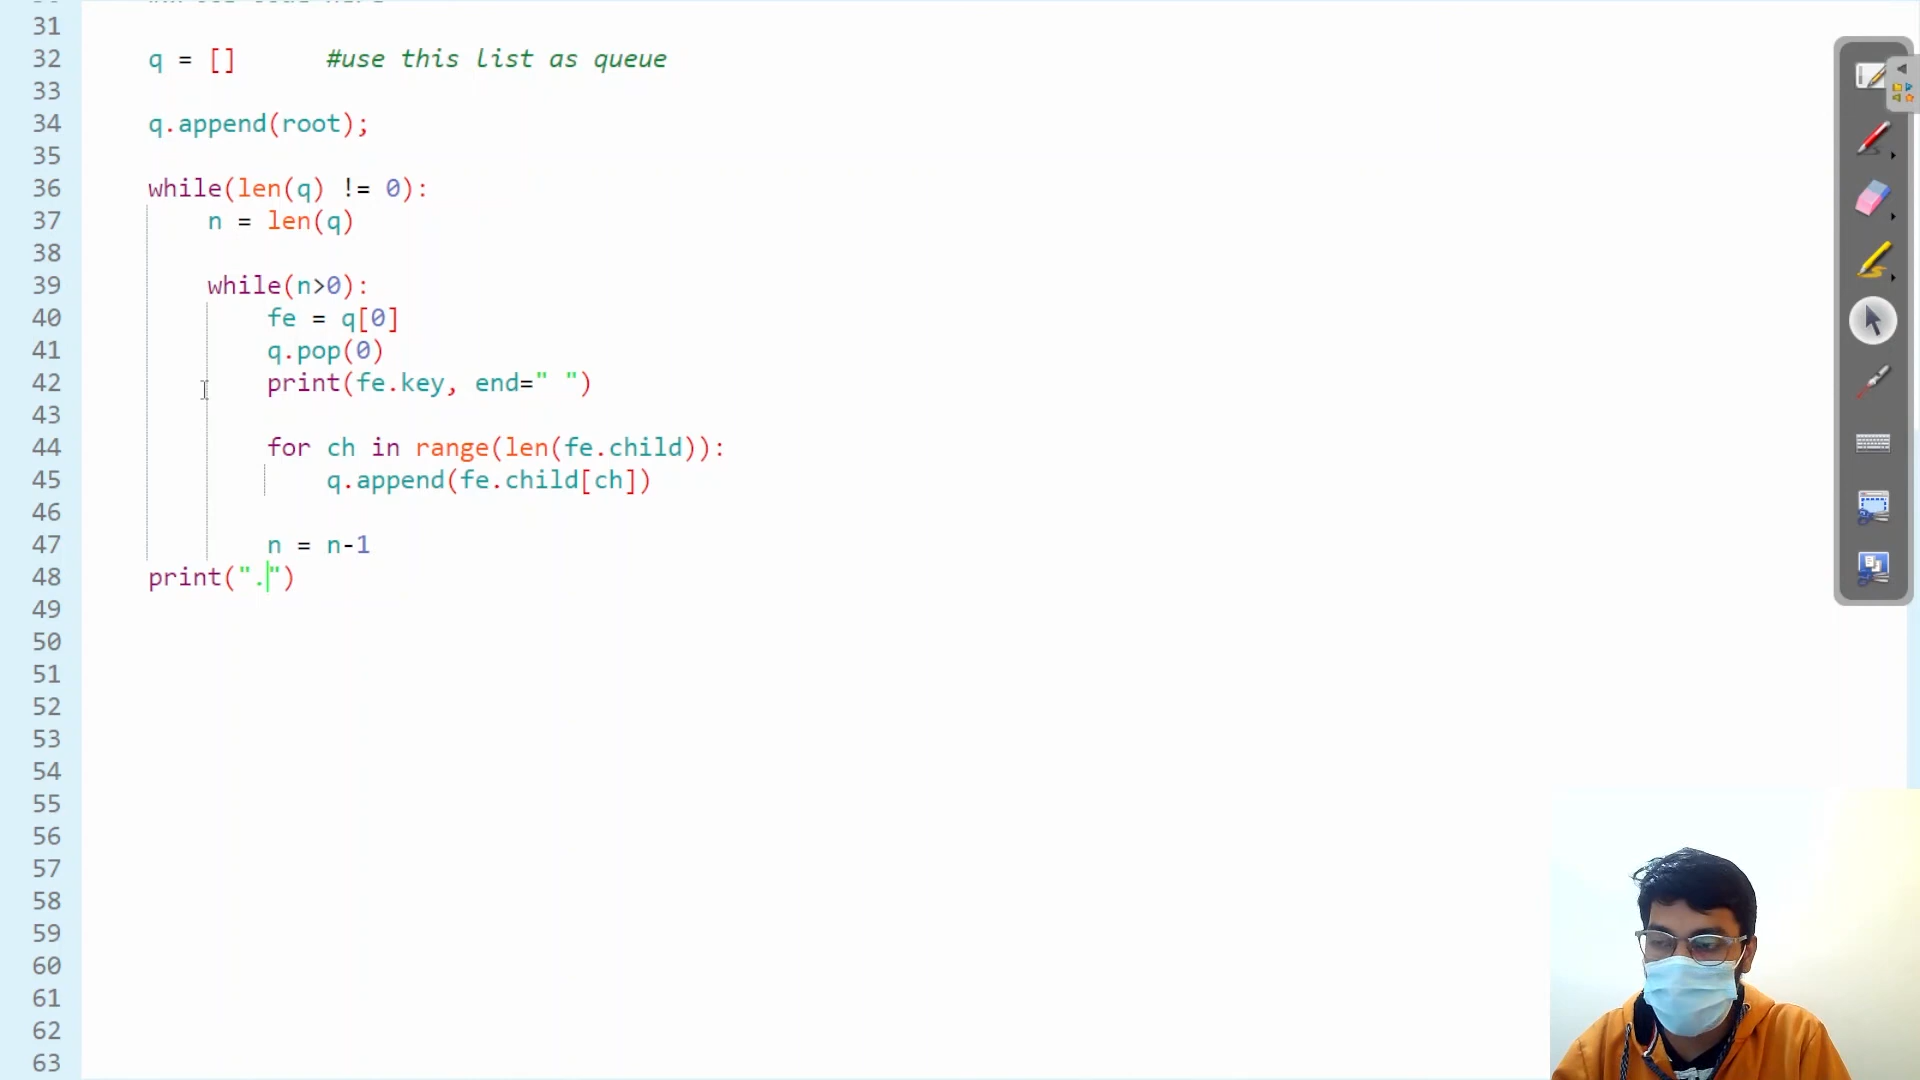 31
32 q = [] #use this list as queue
33
34 q.append(root);
35
36 while(len(q) != 0):
37 n = len(q)
38
39 while(n>0):
40 fe = q[0]
41 q.pop(0)
42 print(fe.key, end=" ")
43
44 for ch in range(len(fe.child)):
45 q.append(fe.child[ch])
46
47 n = n-1
48 print(".")
49
50
51
52
53
54
55
56
57
58
59
60
61
62
63